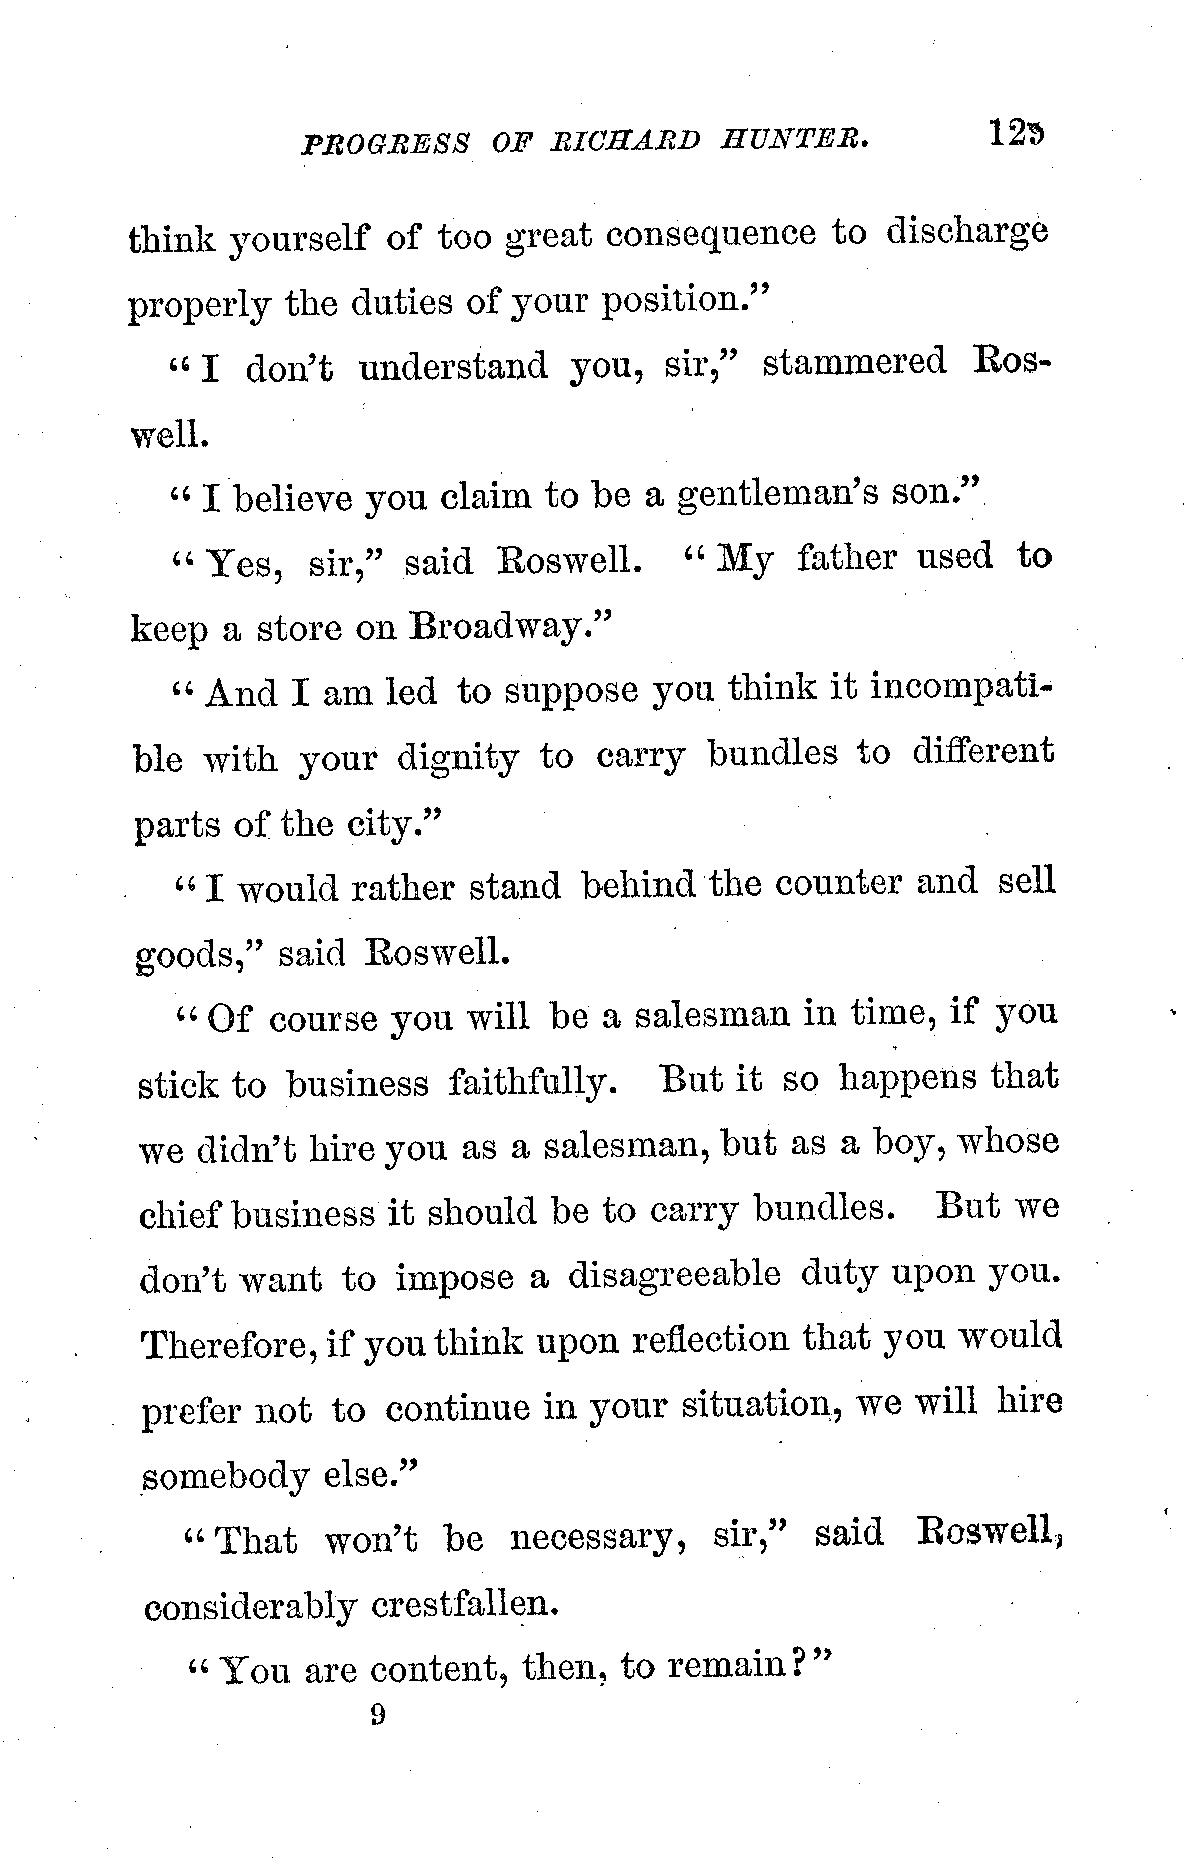 PROGRESS OF RICHARD HUNTER. 129
think yourself of too great consequence to discharge
properly the duties of your position."
"I don't understand you, sir," stammered Ros-
well.
"I believe you claim to be a gentleman's son."
"Yes, sir," said Roswell. "My father used to
keep a store on Broadway."
"And I am led to suppose you think it incompati-
ble with your dignity to carry bundles to different
parts of the city."
"I would rather stand behind the counter and sell
goods," said Roswell.
"Of course you will be a salesman in time, if you
stick to business faithfully. But it so happens that
we didn't hire you as a salesman, but as a boy, whose
chief business it should be to carry bundles. But we
don't want to impose a disagreeable duty upon you.
Therefore, if you think upon reflection that you would
prefer not to continue in your situation, we will hire
somebody else."
"That won't be necessary, sir," said Roswell,
considerably crestfallen.
"You are content, then, to remain?"
9